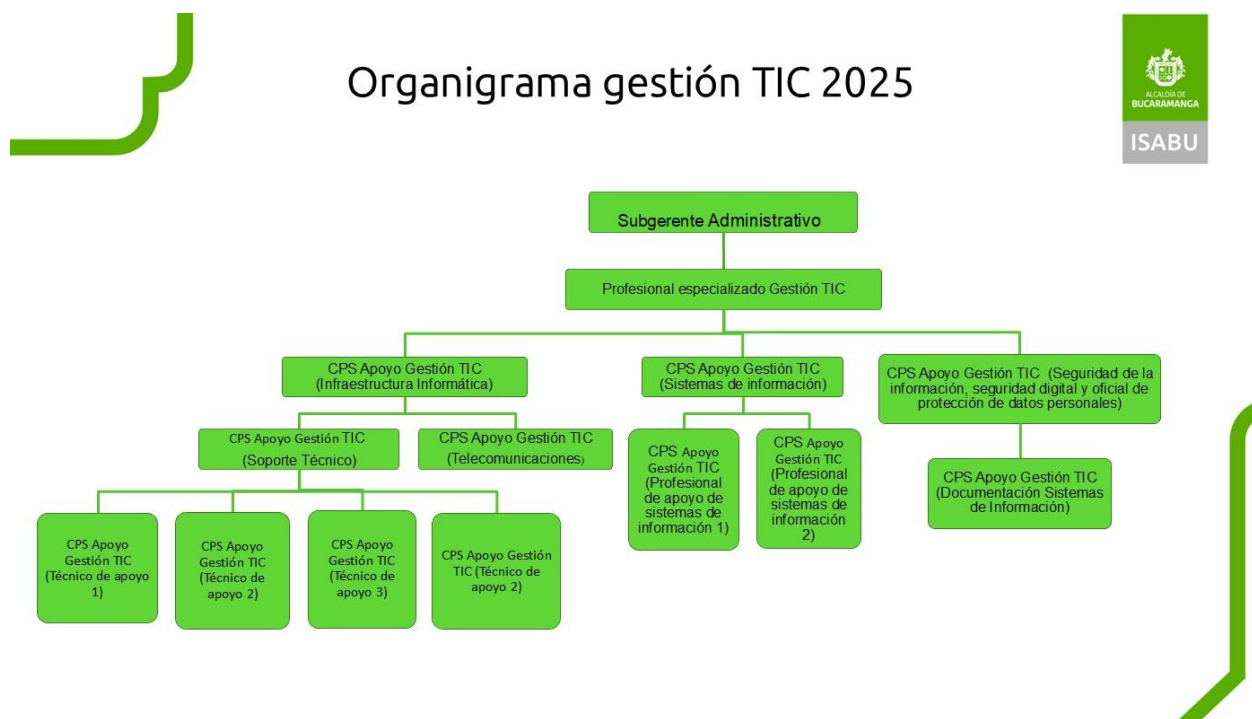 Organigrama gestión TIC 2025
ALCALDÍA DE
BUCARAMANGA
ISABU
Subgerente Administrativo
Profesional especializado Gestión TIC
CPS Apoyo Gestión TIC
(Infraestructura Informática)
CPS Apoyo Gestión TIC
(Sistemas de información)
CPS Apoyo Gestión TIC (Seguridad de la
información, seguridad digital y oficial de
protección de datos personales)
CPS Apoyo Gestión TIC
(Soporte Técnico)
CPS Apoyo Gestión TIC
(Telecomunicaciones)
CPS Apoyo
Gestión TIC
(Profesional
de apoyo de
sistemas de
información 1)
CPS Apoyo
Gestión TIC
(Profesional
de apoyo de
sistemas de
información
2)
CPS Apoyo Gestión TIC
(Documentación Sistemas
de Información)
CPS Apoyo
Gestión TIC
(Técnico de apoyo
1)
CPS Apoyo
Gestión TIC
(Técnico de
apoyo 2)
CPS Apoyo
Gestión TIC
(Técnico de
apoyo 3)
CPS Apoyo Gestión
TIC (Técnico de
apoyo 2)